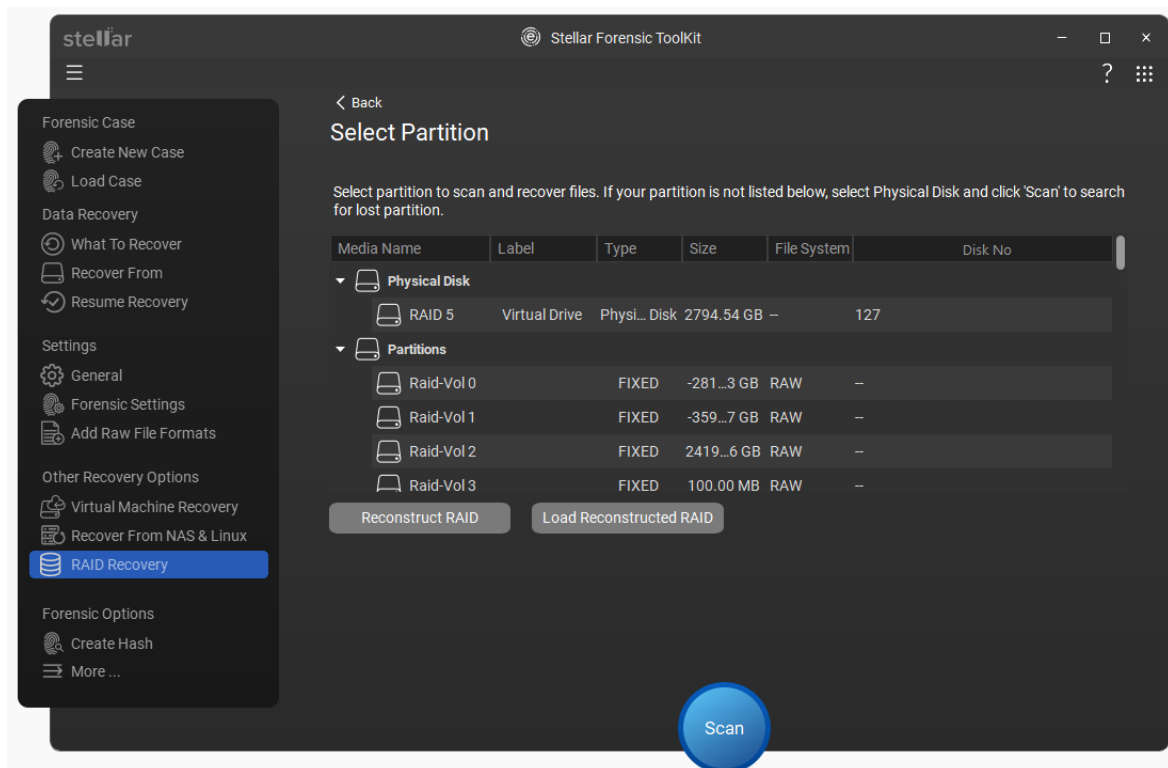 stellar
Stellar Forensic ToolKit
?
Forensic Case
Create New Case
Load Case
Data Recovery
What To Recover
Recover From
Resume Recovery
Settings
General
Forensic Settings
Add Raw File Formats
Other Recovery Options
Virtual Machine Recovery
Recover From NAS & Linux
RAID Recovery
Forensic Options
Create Hash
More ...
Back
Select Partition
Select partition to scan and recover files. If your partition is not listed below, select Physical Disk and click 'Scan' to search
for lost partition.
Media Name Label Type Size File System Disk No
Physical Disk
RAID 5 Virtual Drive Physi... Disk 2794.54 GB -- 127
Partitions
Raid-Vol 0 FIXED -281...3 GB RAW --
Raid-Vol 1 FIXED -359...7 GB RAW --
Raid-Vol 2 FIXED 2419...6 GB RAW --
Raid-Vol 3 FIXED 100.00 MB RAW --
Reconstruct RAID Load Reconstructed RAID
Scan